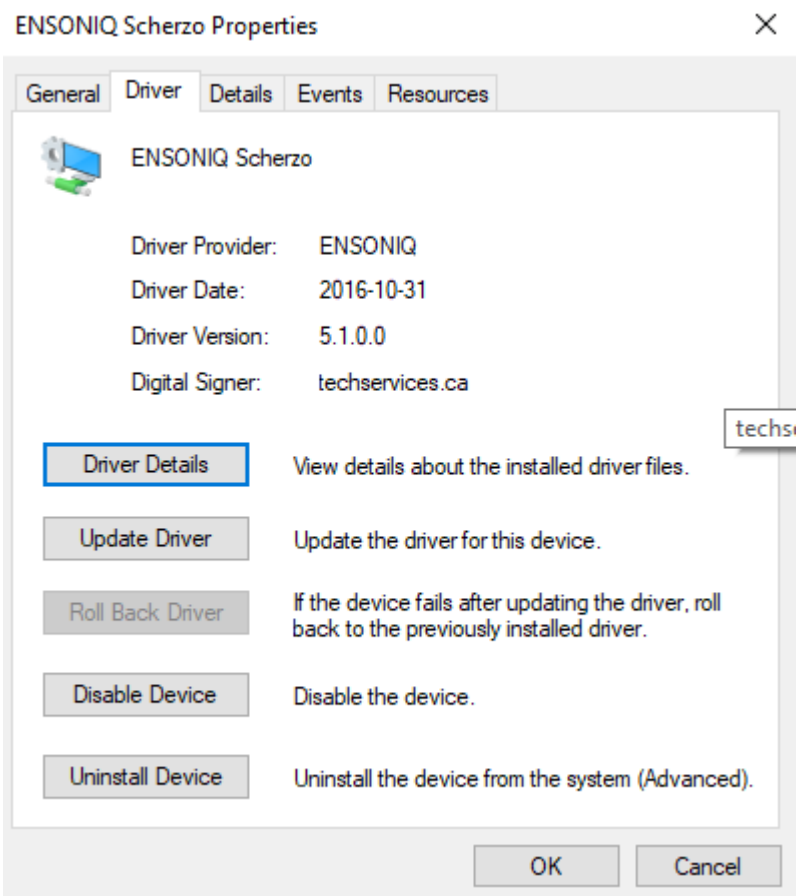 ENSONIQ Scherzo Properties
General Driver Details Events Resources
ENSONIQ Scherzo
Driver Provider: ENSONIQ
Driver Date: 2016-10-31
Driver Version: 5.1.0.0
Digital Signer: techservices.ca
Driver Details View details about the installed driver files.
Update Driver Update the driver for this device.
Roll Back Driver If the device fails after updating the driver, roll
back to the previously installed driver.
Disable Device Disable the device.
Uninstall Device Uninstall the device from the system (Advanced).
OK Cancel